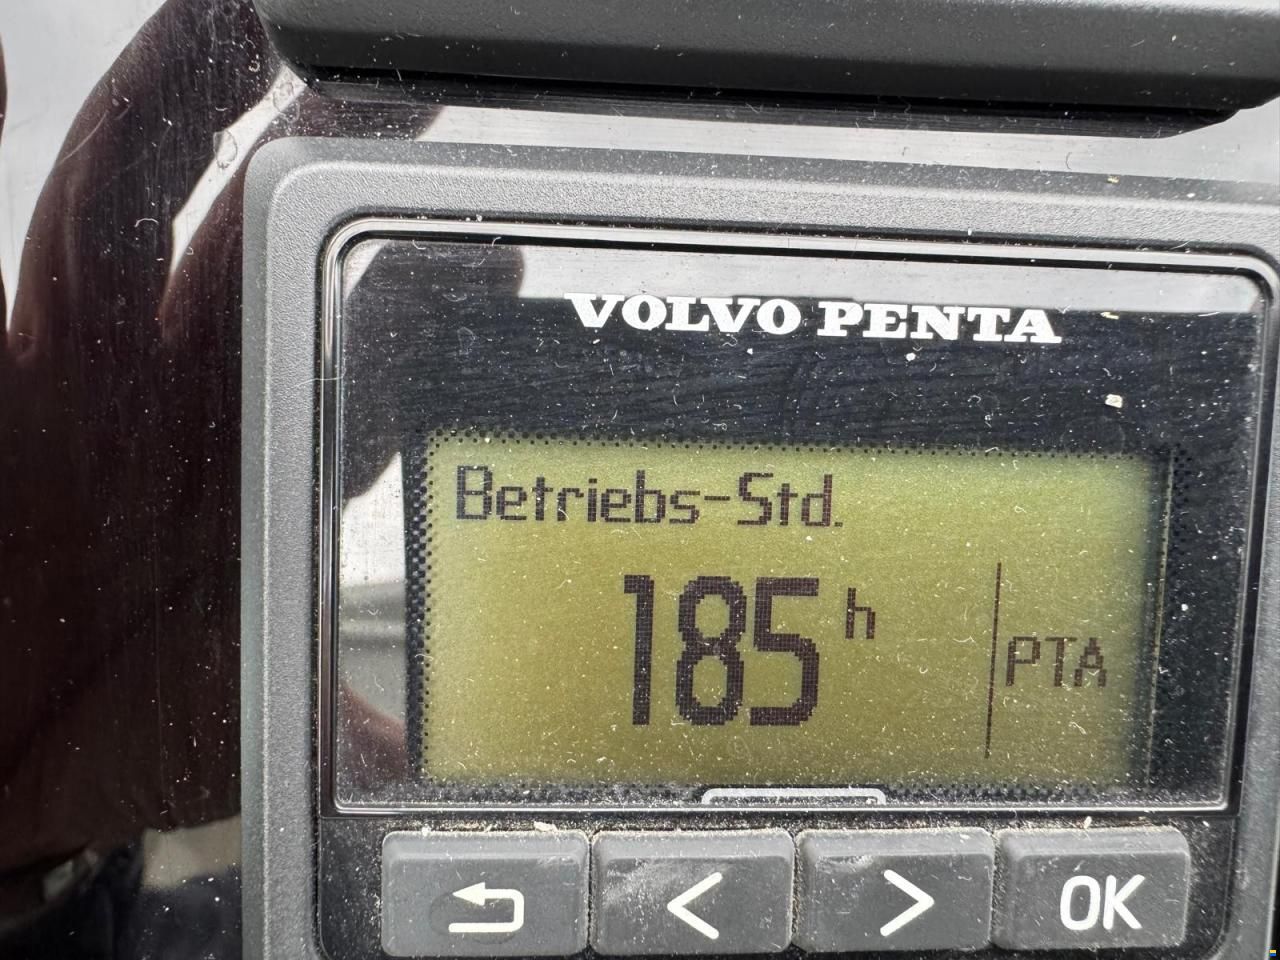 VOLVO PENTA
Betriebs-Std.
185 h
PTA
OK